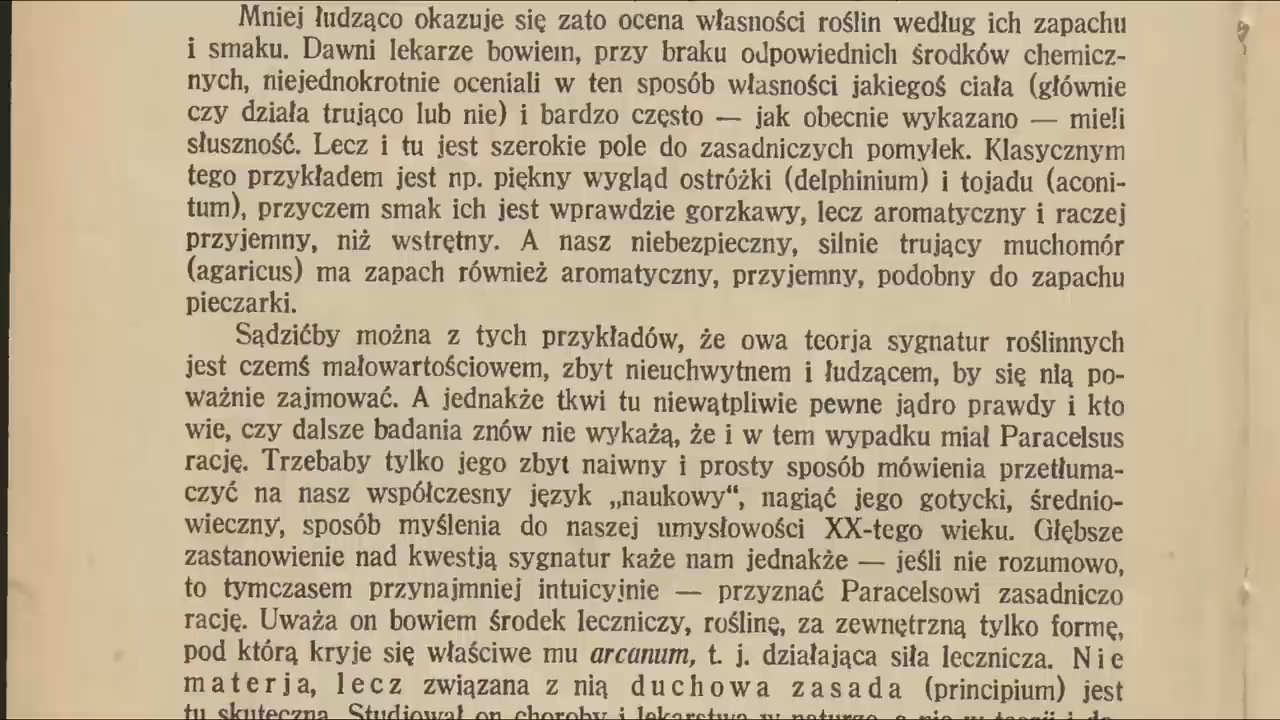 Mniej łudząco okazuje się zato ocena własności roślin według ich zapachu
i smaku. Dawni lekarze bowiem, przy braku odpowiednich środków chemicz-
nych, niejednokrotnie oceniali w ten sposób własności jakiegoś ciała (głównie
czy działa trująco lub nie) i bardzo często — jak obecnie wykazano — mieli
słuszność. Lecz i tu jest szerokie pole do zasadniczych pomyłek. Klasycznym
tego przykładem jest np. piękny wygląd ostróżki (delphinium) i tojadu (aconi-
tum), przyczem smak ich jest wprawdzie gorzkawy, lecz aromatyczny i raczej
przyjemny, niż wstrętny. A nasz niebezpieczny, silnie trujący muchomór
(agaricus) ma zapach również aromatyczny, przyjemny, podobny do zapachu
pieczarki.
Sądzićby można z tych przykładów, że owa teorja sygnatur roślinnych
jest czemś małowartościowem, zbyt nieuchwytnem i łudzącem, by się nią po-
ważnie zajmować. A jednakże tkwi tu niewątpliwie pewne jądro prawdy i kto
wie, czy dalsze badania znów nie wykażą, że i w tem wypadku miał Paracelsus
rację. Trzebaby tylko jego zbyt naiwny i prosty sposób mówienia przetłuma-
czyć na nasz współczesny język „naukowy“, nagiąć jego gotycki, średnio-
wieczny, sposób myślenia do naszej umysłowości XX-tego wieku. Głębsze
zastanowienie nad kwestją sygnatur każe nam jednakże — jeśli nie rozumowo,
to tymczasem przynajmniej intuicyjnie — przyznać Paracelsowi zasadniczo
rację. Uważa on bowiem środek leczniczy, roślinę, za zewnętrzną tylko formę,
pod którą kryje się właściwe mu arcanum, t. j. działająca siła lecznicza. Nie
materja, lecz związana z nią duchowa zasada (principium) jest
tu skuteczna. Studjował on choroby i lekarstwa w naturze, a nie w teorji i do-